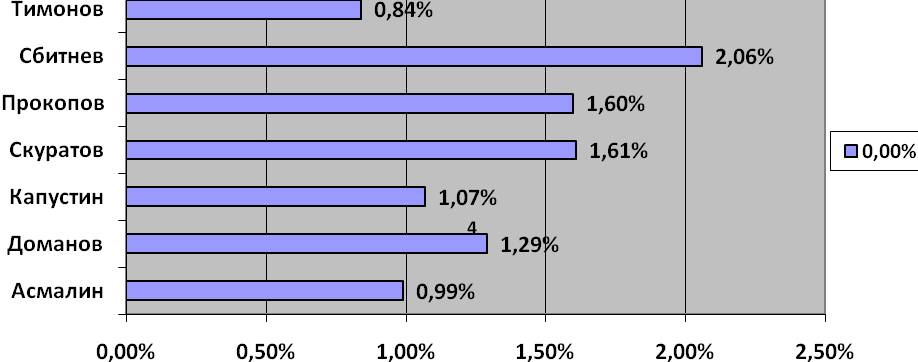 Тимонов 0,84%
Сбитнев 2,06%
Прокопов 1,60%
Скуратов 1,61%
0,00%
Капустин 1,07%
4
Доманов 1,29%
Асмалин 0,99%
0,00% 0,50% 1,00% 1,50% 2,00% 2,50%